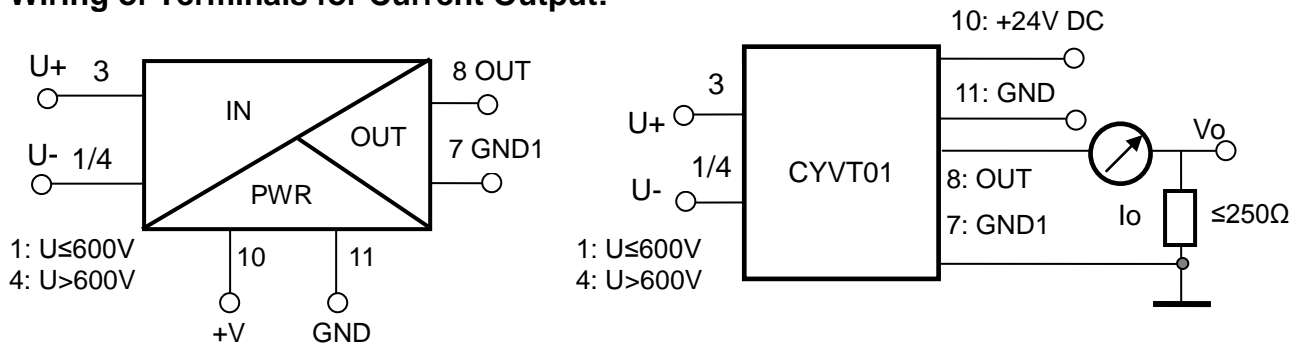 Wiring of Terminals for Current Output:
U+ 3
IN
8 OUT
OUT
U- 1/4
7 GND1
PWR
1: U≤600V
4: U>600V
10
11
+V
GND
10: +24V DC
3
11: GND
U+
Vo
1/4
CYVT01
8: OUT
U-
Io
≤250Ω
7: GND1
1: U≤600V
4: U>600V